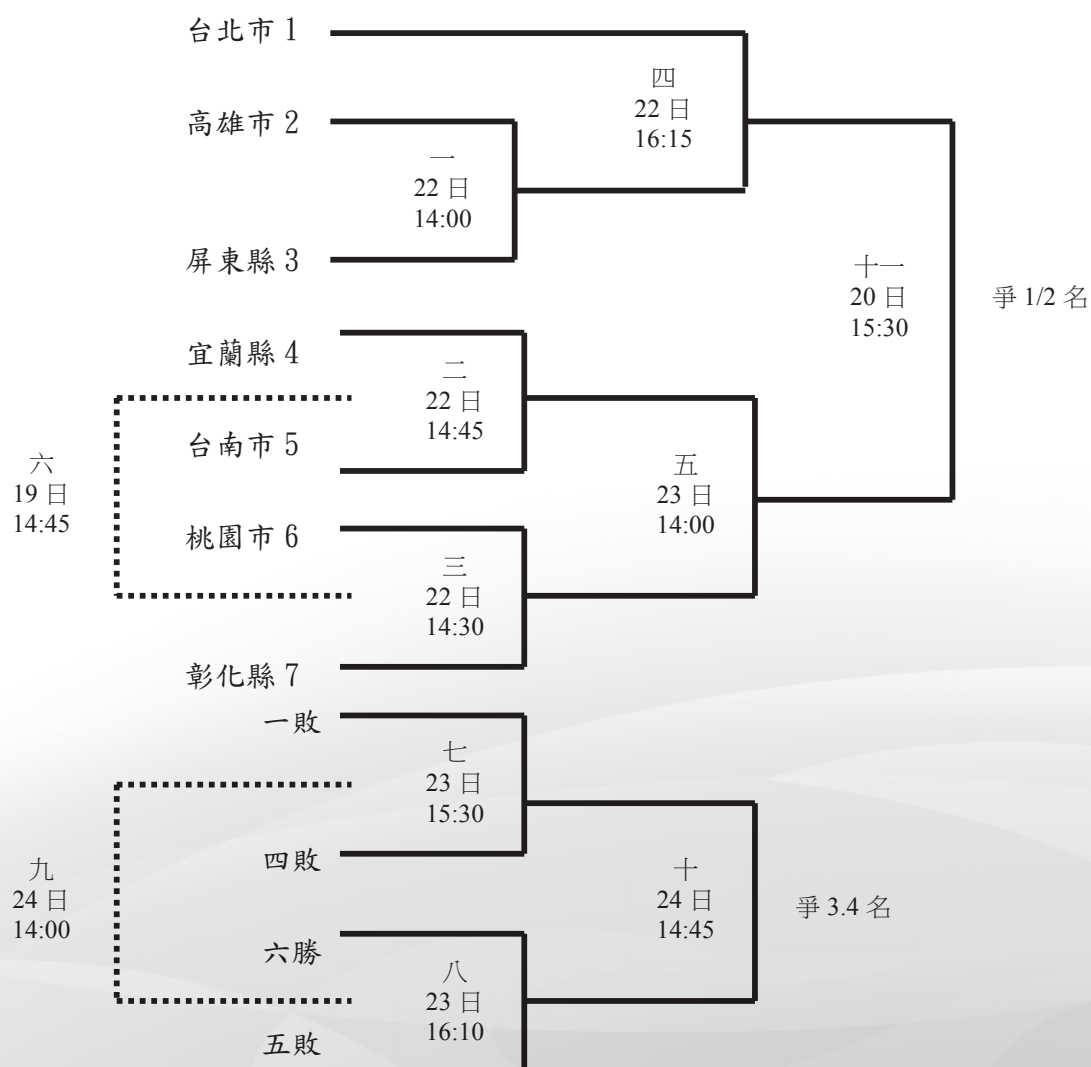 台北市 1
四
22 日
16:15
高雄市 2
一
22 日
14:00
屏東縣 3
十一
20 日
15:30
爭 1/2 名
宜蘭縣 4
二
22 日
14:45
台南市 5
六
19 日
14:45
五
23 日
14:00
桃園市 6
三
22 日
14:30
彰化縣 7
一敗
七
23 日
15:30
四敗
九
24 日
14:00
十
24 日
14:45
爭 3.4 名
六勝
八
23 日
16:10
五敗